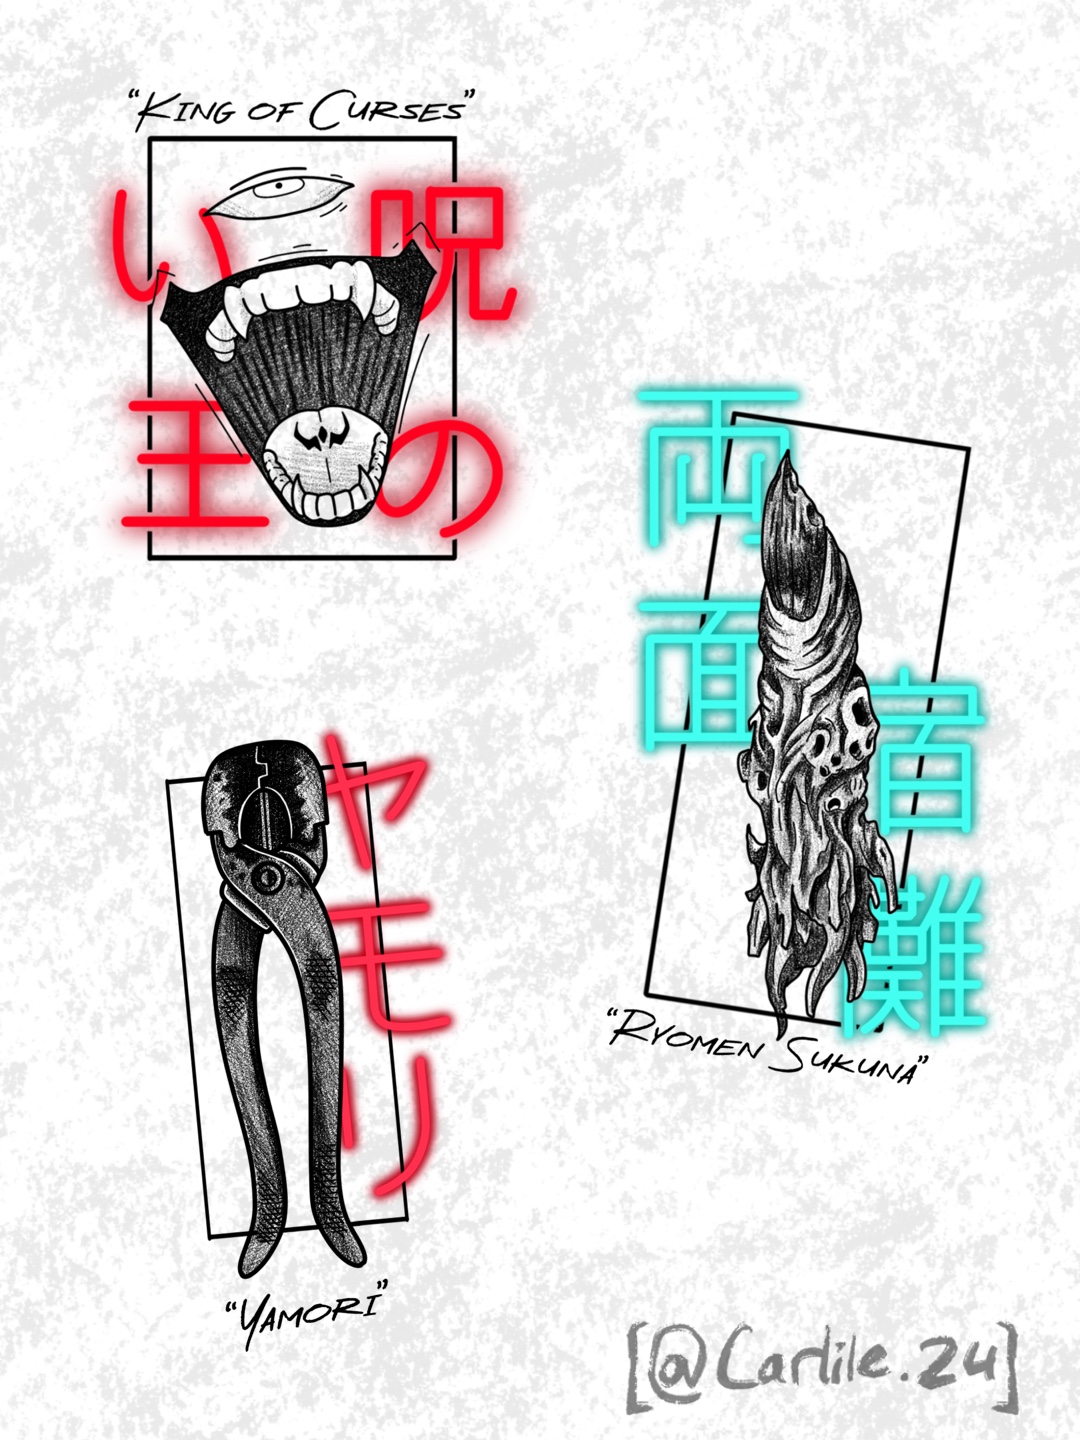 “King of Curses”
呪い
の王
両面
宿儺
“Ryomen Sukuna”
ヤモリ
“Yamori”
[@Carlile.24]